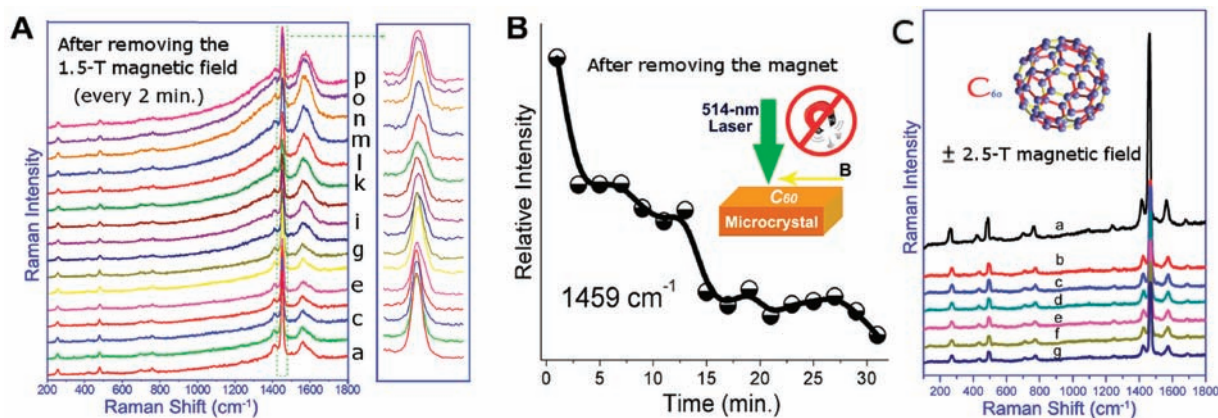 A
After removing the
1.5-T magnetic field
(every 2 min.)
p
o
n
m
l
k
i
g
e
c
a
200 400 600 800 1000 1200 1400 1600 1800
Raman Shift (cm-1)
Raman Intensity
B
After removing the magnet
514-nm
Laser
B
C60
Microcrystal
1459 cm-1
0 5 10 15 20 25 30
Time (min.)
Relative Intensity
C
C60
± 2.5-T magnetic field
a
b
c
d
e
f
g
200 400 600 800 1000 1200 1400 1600 1800
Raman Shift (cm-1)
Raman Intensity